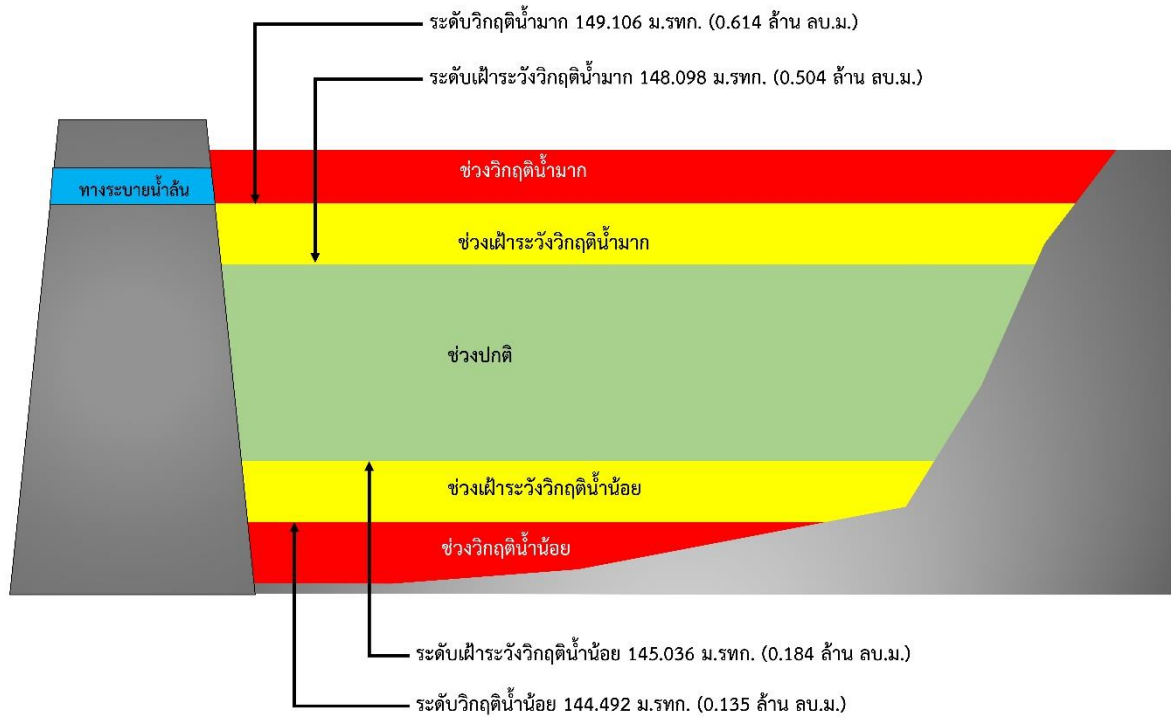 ระดับวิกฤติน้ำมาก 149.106 ม.รทก. (0.614 ล้าน ลบ.ม.)
ระดับเฝ้าระวังวิกฤติน้ำมาก 148.098 ม.รทก. (0.504 ล้าน ลบ.ม.)
ช่วงวิกฤติน้ำมาก
ทางระบายน้ำล้น
ช่วงเฝ้าระวังวิกฤติน้ำมาก
ช่วงปกติ
ช่วงเฝ้าระวังวิกฤติน้ำน้อย
ช่วงวิกฤติน้ำน้อย
ระดับเฝ้าระวังวิกฤติน้ำน้อย 145.036 ม.รทก. (0.184 ล้าน ลบ.ม.)
ระดับวิกฤติน้ำน้อย 144.492 ม.รทก. (0.135 ล้าน ลบ.ม.)